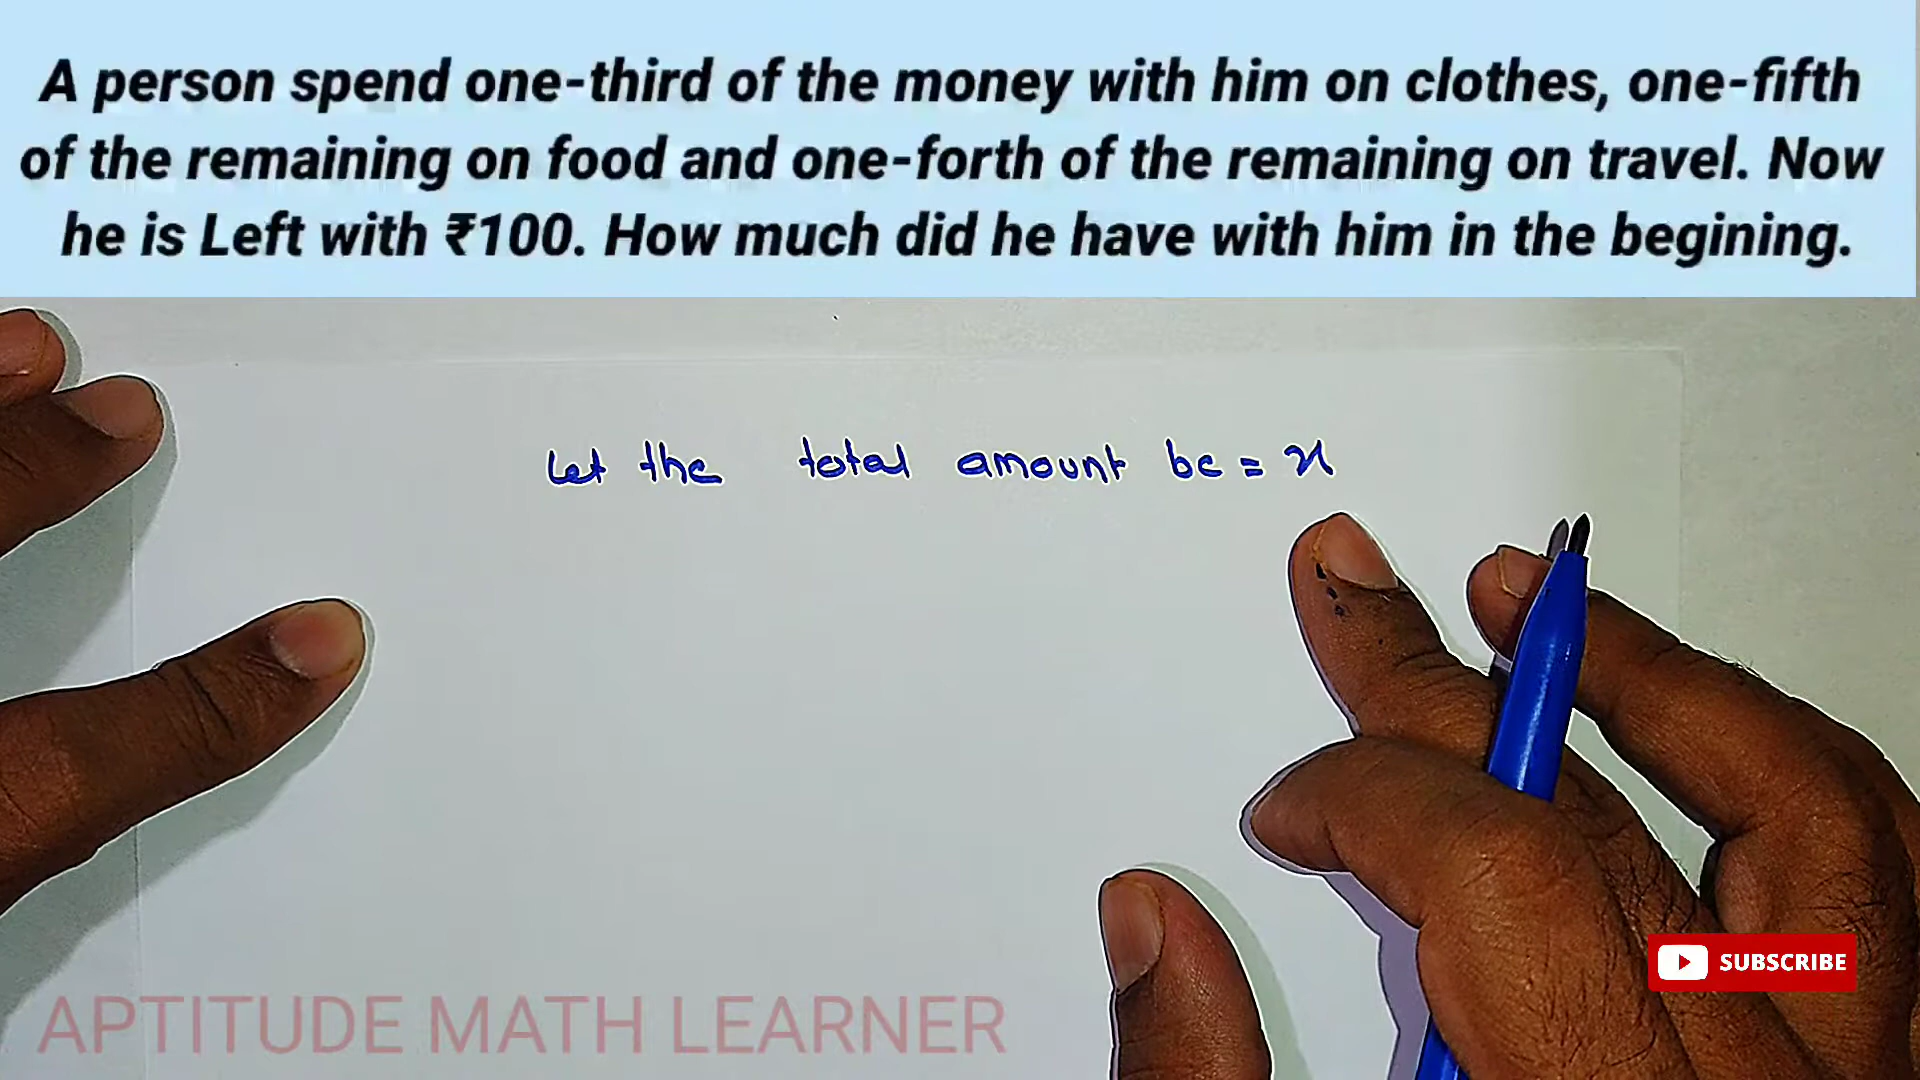 A person spend one-third of the money with him on clothes, one-fifth
of the remaining on food and one-forth of the remaining on travel. Now
he is Left with ₹100. How much did he have with him in the begining.
Let the total amount be = x
SUBSCRIBE
APTITUDE MATH LEARNER